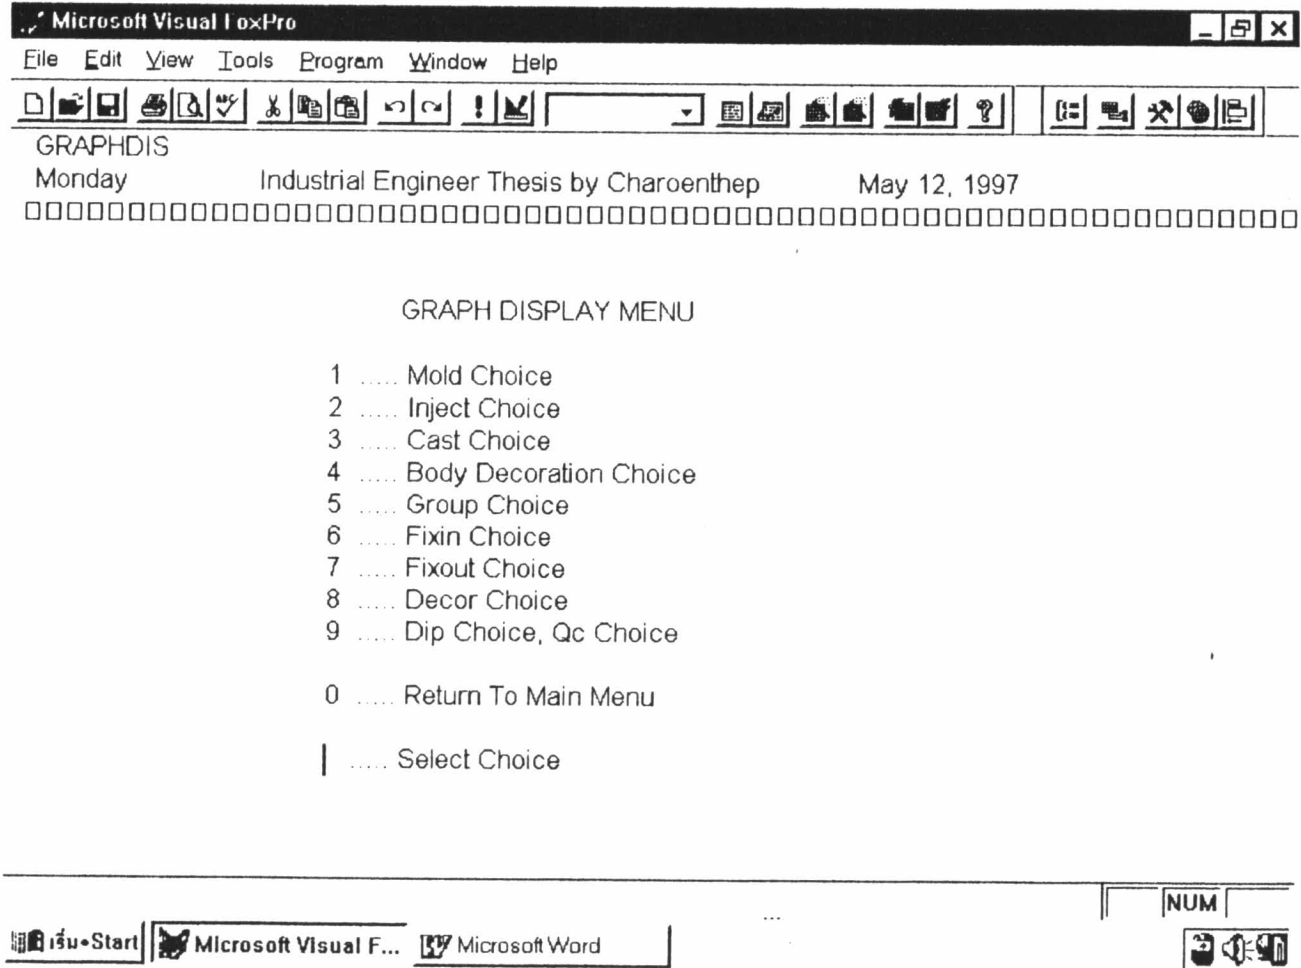 Microsoft Visual FoxPro
File Edit View Tools Program Window Help
GRAPHDIS
Monday Industrial Engineer Thesis by Charoenthep May 12, 1997
GRAPH DISPLAY MENU
1 ..... Mold Choice
2 ..... Inject Choice
3 ..... Cast Choice
4 ..... Body Decoration Choice
5 ..... Group Choice
6 ..... Fixin Choice
7 ..... Fixout Choice
8 ..... Decor Choice
9 ..... Dip Choice, Qc Choice
0 ..... Return To Main Menu
..... Select Choice
...
NUM
เริ่ม•Start Microsoft Visual F... Microsoft Word